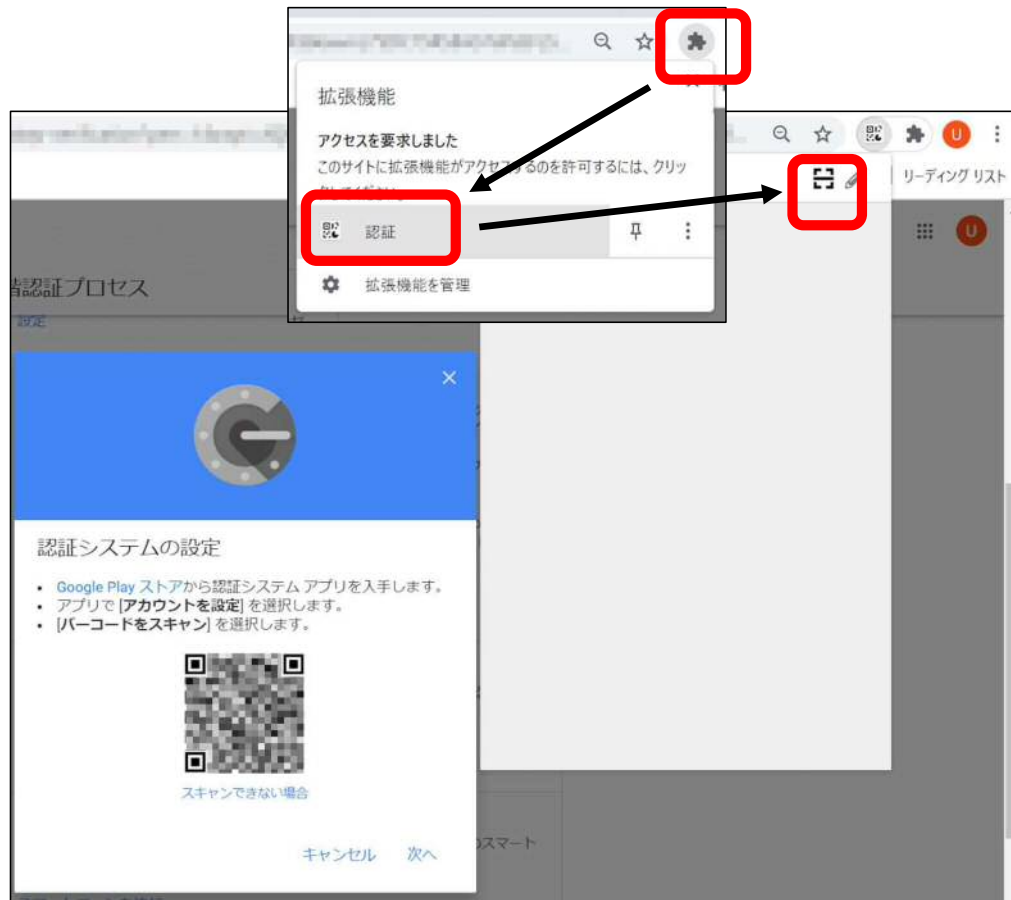 拡張機能
アクセスを要求しました
このサイトに拡張機能がアクセスするのを許可するには、クリッ
認証
拡張機能を管理
U
リーディング リスト
U
認証プロセス
設定
認証システムの設定
Google Play ストアから認証システム アプリを入手します。
アプリで [アカウントを設定] を選択します。
[バーコードをスキャン] を選択します。
スキャンできない場合
キャンセル 次へ
のスマート